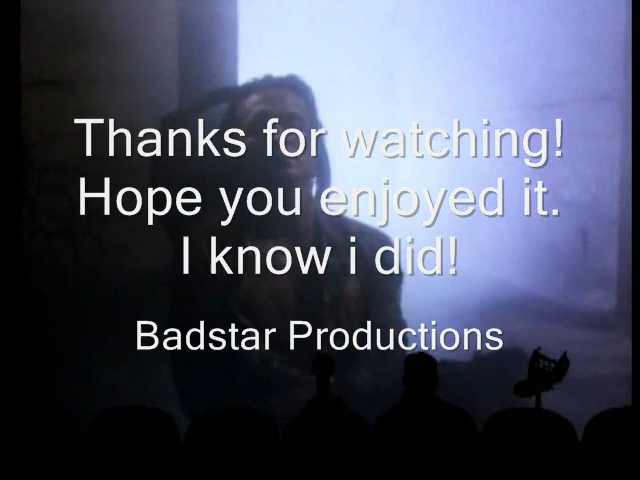 Thanks for watching!
Hope you enjoyed it.
I know i did!
Badstar Productions